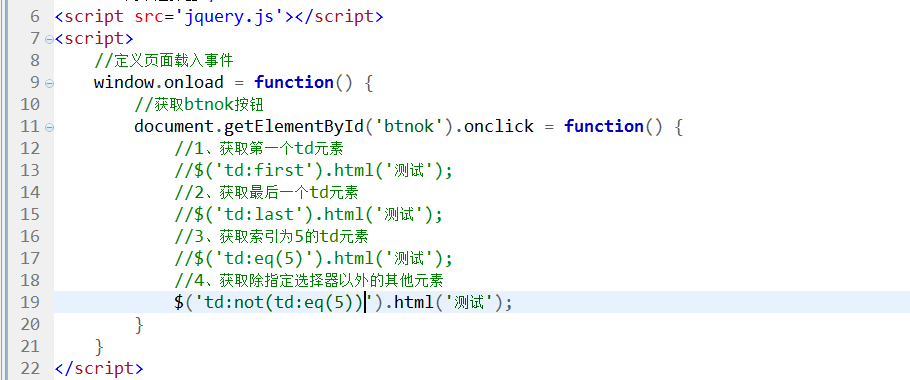 6 <script src='jquery.js'></script>
7 <script>
8 //定义页面载入事件
9 window.onload = function() {
10 //获取btnok按钮
11 document.getElementById('btnok').onclick = function() {
12 //1、获取第一个td元素
13 //$('td:first').html('测试');
14 //2、获取最后一个td元素
15 //$('td:last').html('测试');
16 //3、获取索引为5的td元素
17 //$('td:eq(5)').html('测试');
18 //4、获取除指定选择器以外的其他元素
19 $('td:not(td:eq(5))').html('测试');
20 }
21 }
22 </script>